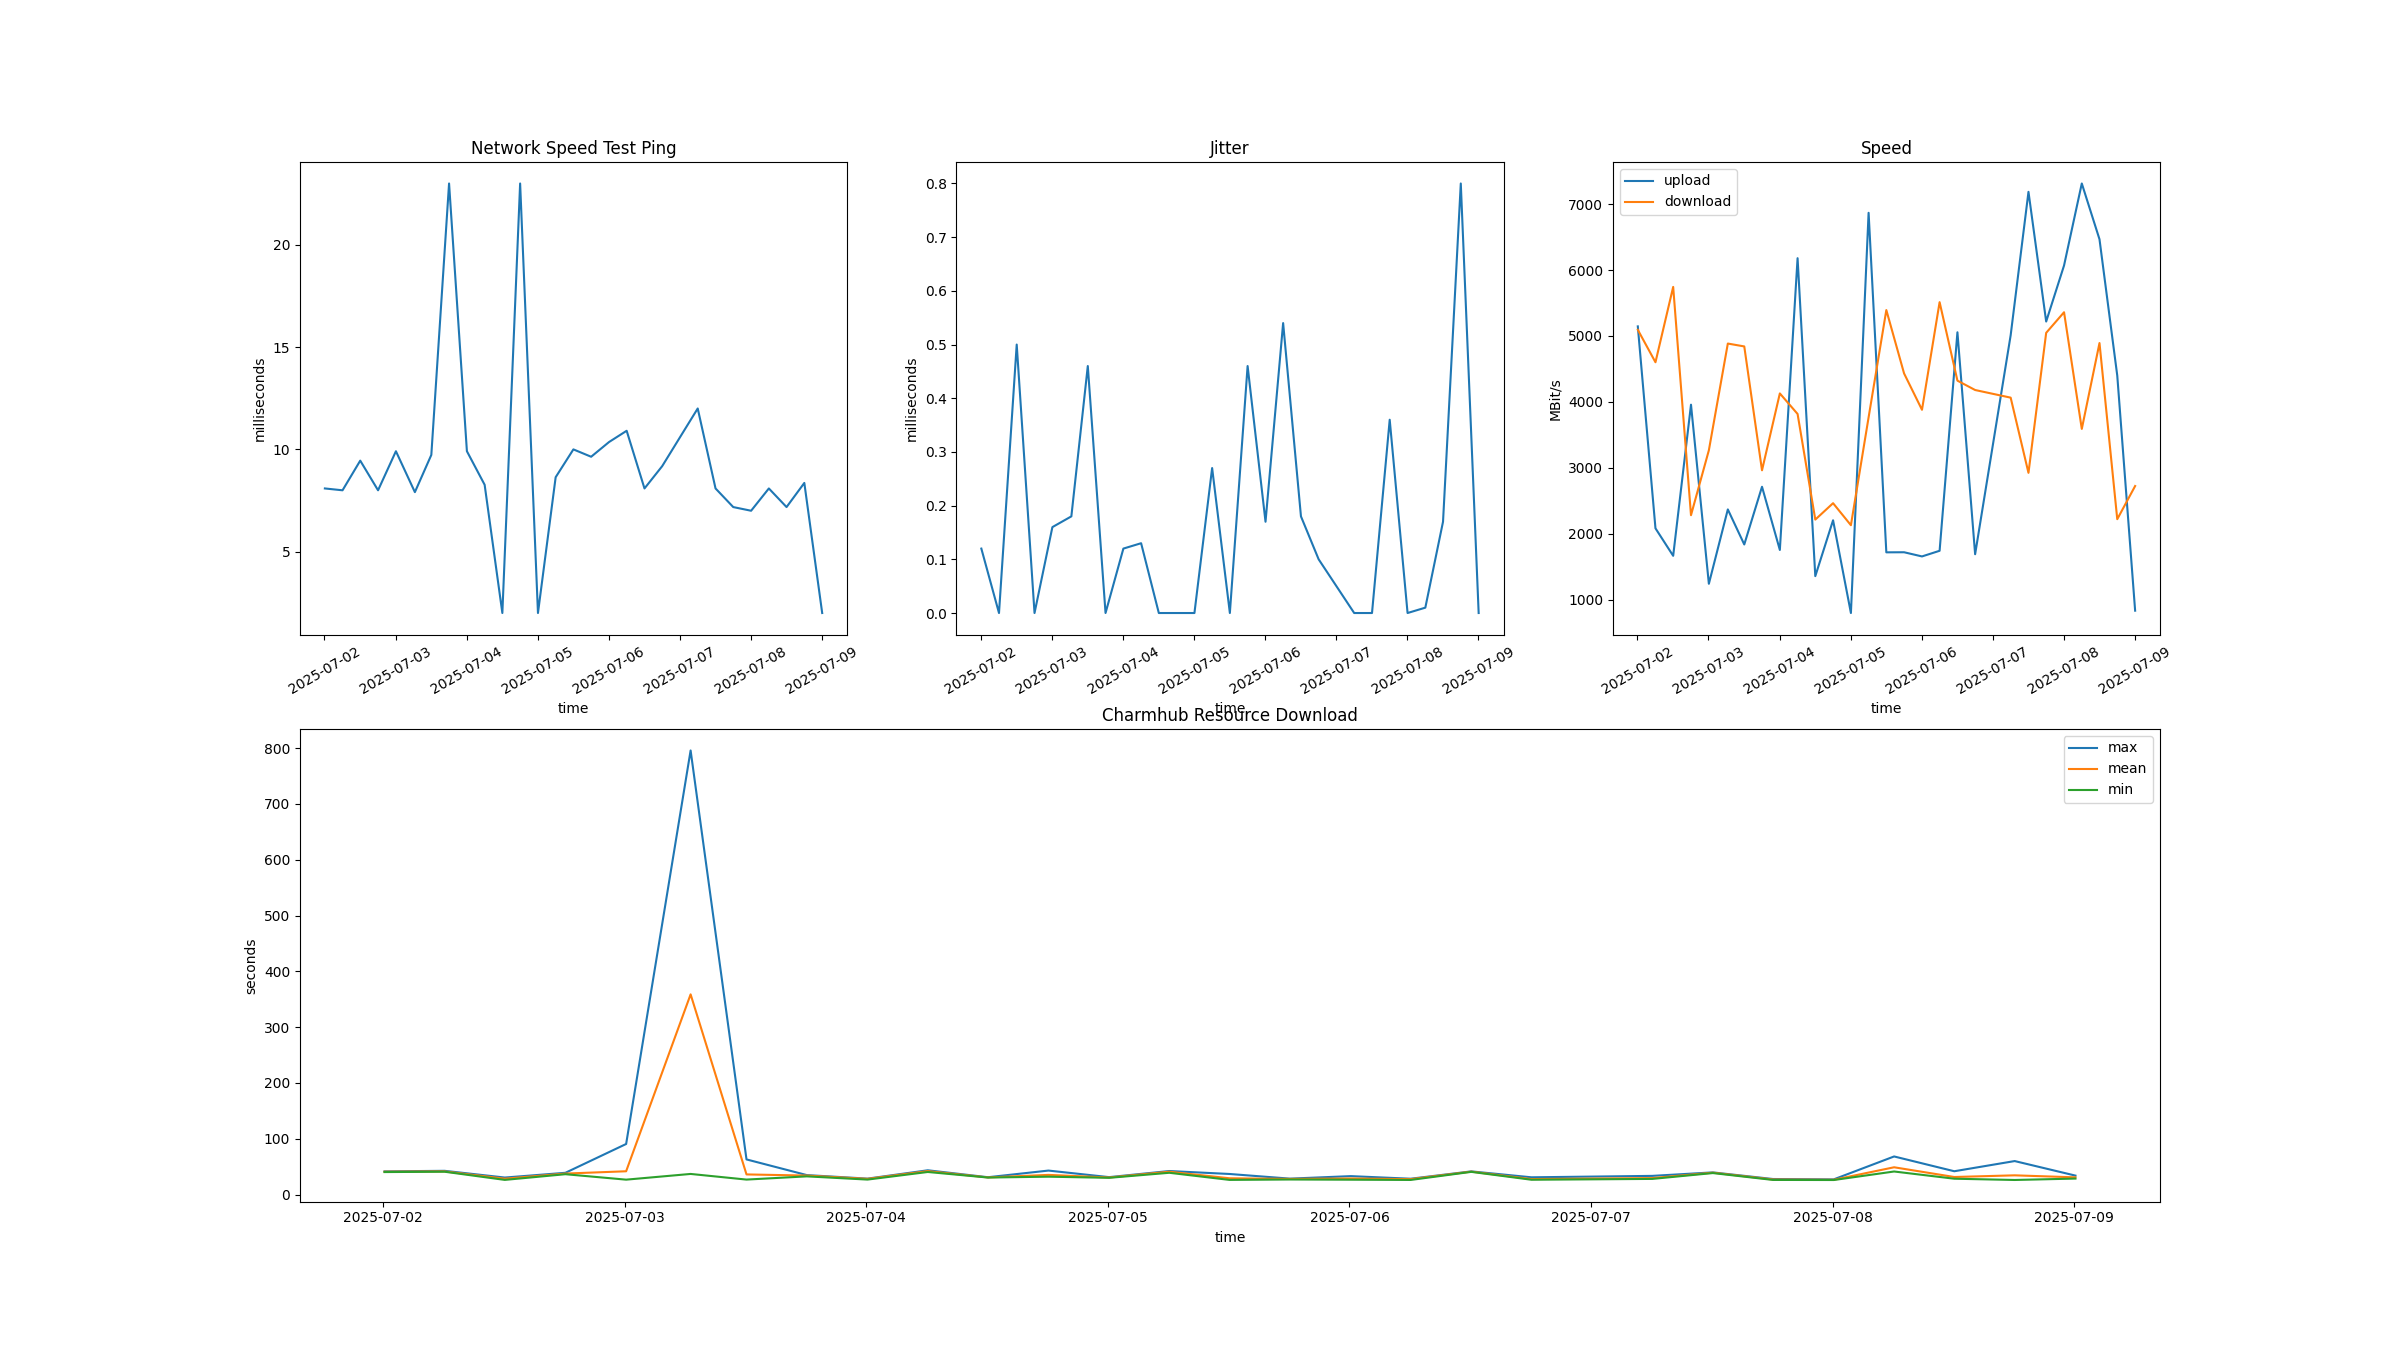 Network Speed Test Ping
milliseconds
20
15
10
5
2025-07-02 2025-07-03 2025-07-04 2025-07-05 2025-07-06 2025-07-07 2025-07-08 2025-07-09
time
Jitter
milliseconds
0.8
0.7
0.6
0.5
0.4
0.3
0.2
0.1
0.0
2025-07-02 2025-07-03 2025-07-04 2025-07-05 2025-07-06 2025-07-07 2025-07-08 2025-07-09
time
Speed
upload
download
MBit/s
7000
6000
5000
4000
3000
2000
1000
2025-07-02 2025-07-03 2025-07-04 2025-07-05 2025-07-06 2025-07-07 2025-07-08 2025-07-09
time
Charmhub Resource Download
max
mean
min
seconds
800
700
600
500
400
300
200
100
0
2025-07-02 2025-07-03 2025-07-04 2025-07-05 2025-07-06 2025-07-07 2025-07-08 2025-07-09
time